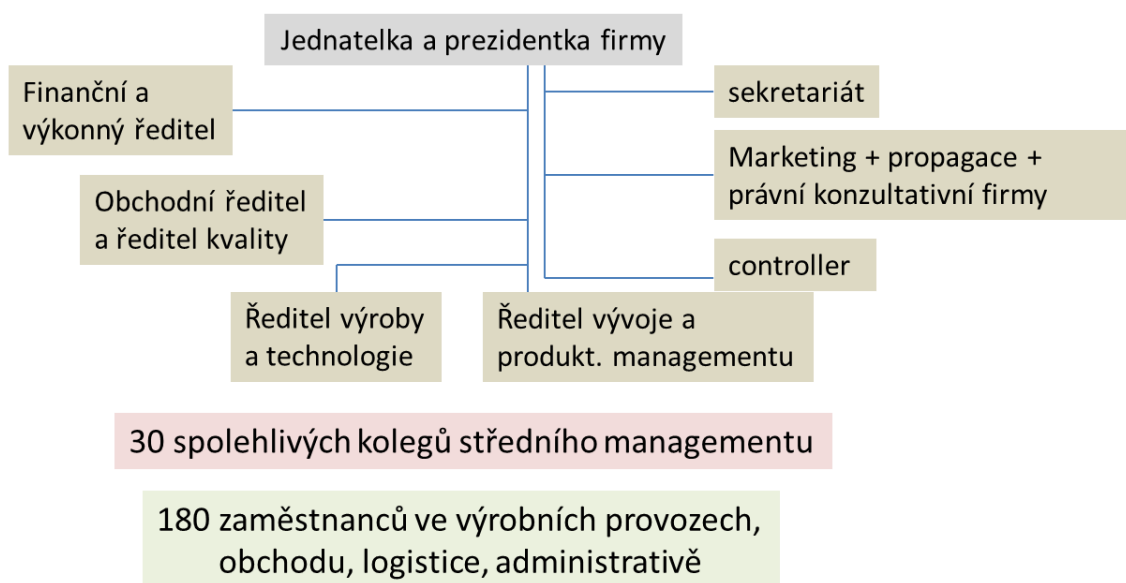 Jednatelka a prezidentka firmy
Finanční a
výkonný ředitel
sekretariát
Marketing + propagace +
právní konzultativní firmy
Obchodní ředitel
a ředitel kvality
controller
Ředitel výroby
a technologie
Ředitel vývoje a
produkt. managementu
30 spolehlivých kolegů středního managementu
180 zaměstnanců ve výrobních provozech,
obchodu, logistice, administrativě